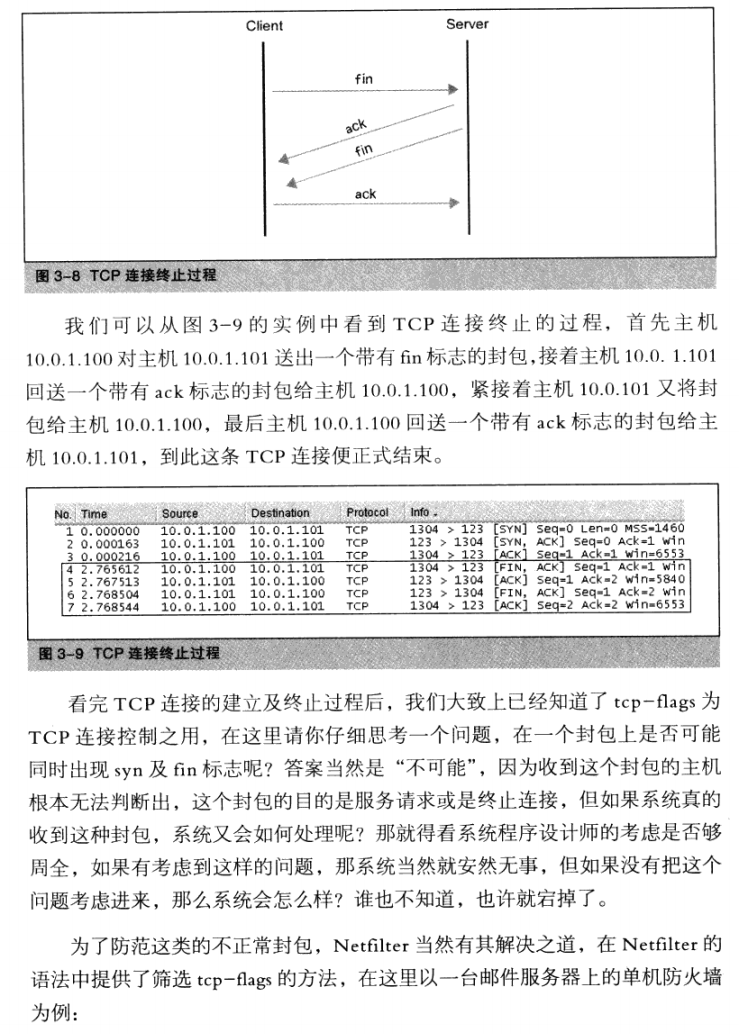 Client Server
fin
ack
fin
ack
图 3-8 TCP 连接终止过程
我们可以从图 3-9 的实例中看到 TCP 连接终止的过程，首先主机
10.0.1.100 对主机 10.0.1.101 送出一个带有 fin 标志的封包，接着主机 10.0. 1.101
回送一个带有 ack 标志的封包给主机 10.0.1.100，紧接着主机 10.0.101 又将封
包给主机 10.0.1.100，最后主机 10.0.1.100 回送一个带有 ack 标志的封包给主
机 10.0.1.101，到此这条 TCP 连接便正式结束。
No. Time Source Destination Protocol Info .
1 0.000000 10.0.1.100 10.0.1.101 TCP 1304 > 123 [SYN] Seq=0 Len=0 MSS=1460
2 0.000163 10.0.1.101 10.0.1.100 TCP 123 > 1304 [SYN, ACK] Seq=0 Ack=1 Win
3 0.000216 10.0.1.100 10.0.1.101 TCP 1304 > 123 [ACK] Seq=1 Ack=1 Win=6553
4 2.765612 10.0.1.100 10.0.1.101 TCP 1304 > 123 [FIN, ACK] Seq=1 Ack=1 Win
5 2.767513 10.0.1.101 10.0.1.100 TCP 123 > 1304 [ACK] Seq=1 Ack=2 Win=5840
6 2.768504 10.0.1.101 10.0.1.100 TCP 123 > 1304 [FIN, ACK] Seq=1 Ack=2 Win
7 2.768544 10.0.1.100 10.0.1.101 TCP 1304 > 123 [ACK] Seq=2 Ack=2 Win=6553
图 3-9 TCP 连接终止过程
看完 TCP 连接的建立及终止过程后，我们大致上已经知道了 tcp-flags 为
TCP 连接控制之用，在这里请你仔细思考一个问题，在一个封包上是否可能
同时出现 syn 及 fin 标志呢？答案当然是“不可能”，因为收到这个封包的主机
根本无法判断出，这个封包的目的是服务请求或是终止连接，但如果系统真的
收到这种封包，系统又会如何处理呢？那就得看系统程序设计师的考虑是否够
周全，如果有考虑到这样的问题，那系统当然就安然无事，但如果没有把这个
问题考虑进来，那么系统会怎么样？谁也不知道，也许就宕掉了。
为了防范这类的不正常封包，Netfilter 当然有其解决之道，在 Netfilter 的
语法中提供了筛选 tcp-flags 的方法，在这里以一台邮件服务器上的单机防火墙
为例：